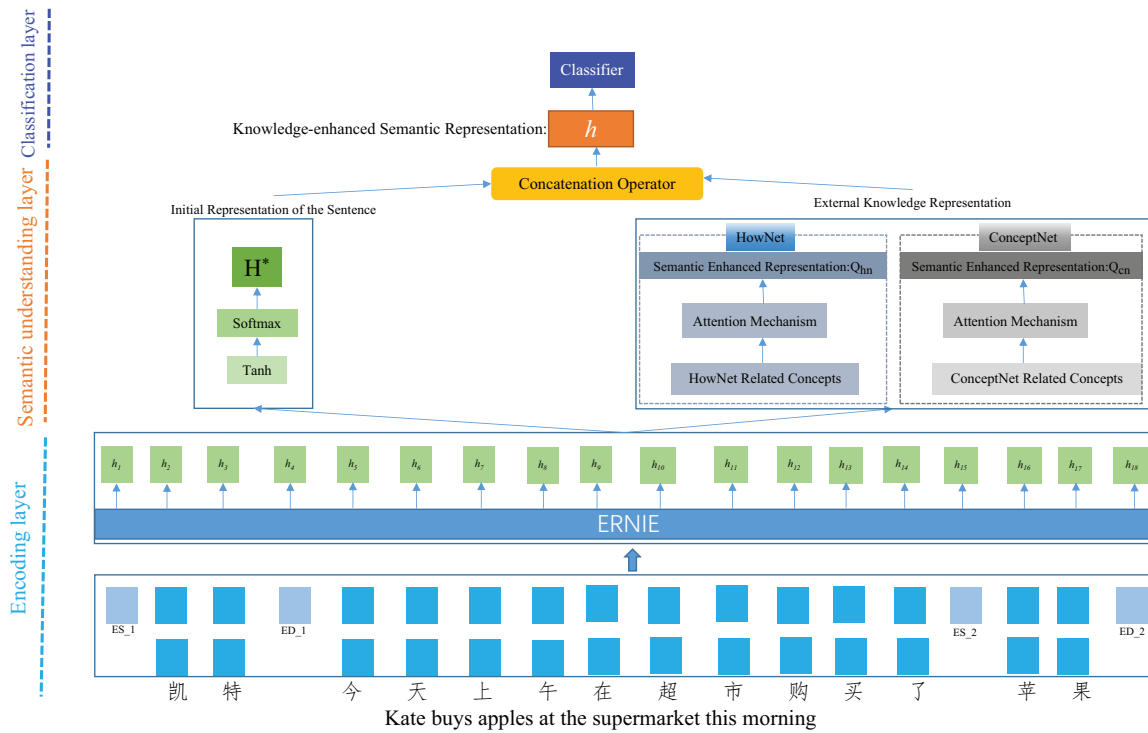 Classification layer
Semantic understanding layer
Encoding layer
Classifier
Knowledge-enhanced Semantic Representation:
h
Concatenation Operator
Initial Representation of the Sentence
External Knowledge Representation
H*
Softmax
Tanh
HowNet
Semantic Enhanced Representation:Qhn
Attention Mechanism
HowNet Related Concepts
ConceptNet
Semantic Enhanced Representation:Qcn
Attention Mechanism
ConceptNet Related Concepts
h1 h2 h3 h4 h5 h6 h7 h8 h9 h10 h11 h12 h13 h14 h15 h16 h17 h18
ERNIE
ES_1 ED_1 ES_2 ED_2
凯 特 今 天 上 午 在 超 市 购 买 了 苹 果
Kate buys apples at the supermarket this morning